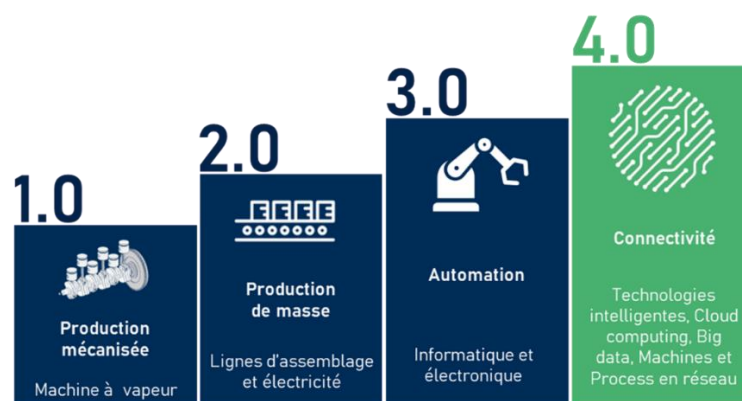 1.0
Production
mécanisée
Machine à vapeur
2.0
EEEE
Production
de masse
Lignes d'assemblage
et électricité
3.0
Automation
Informatique et
électronique
4.0
Connectivité
Technologies
intelligentes, Cloud
computing, Big
data, Machines et
Process en réseau